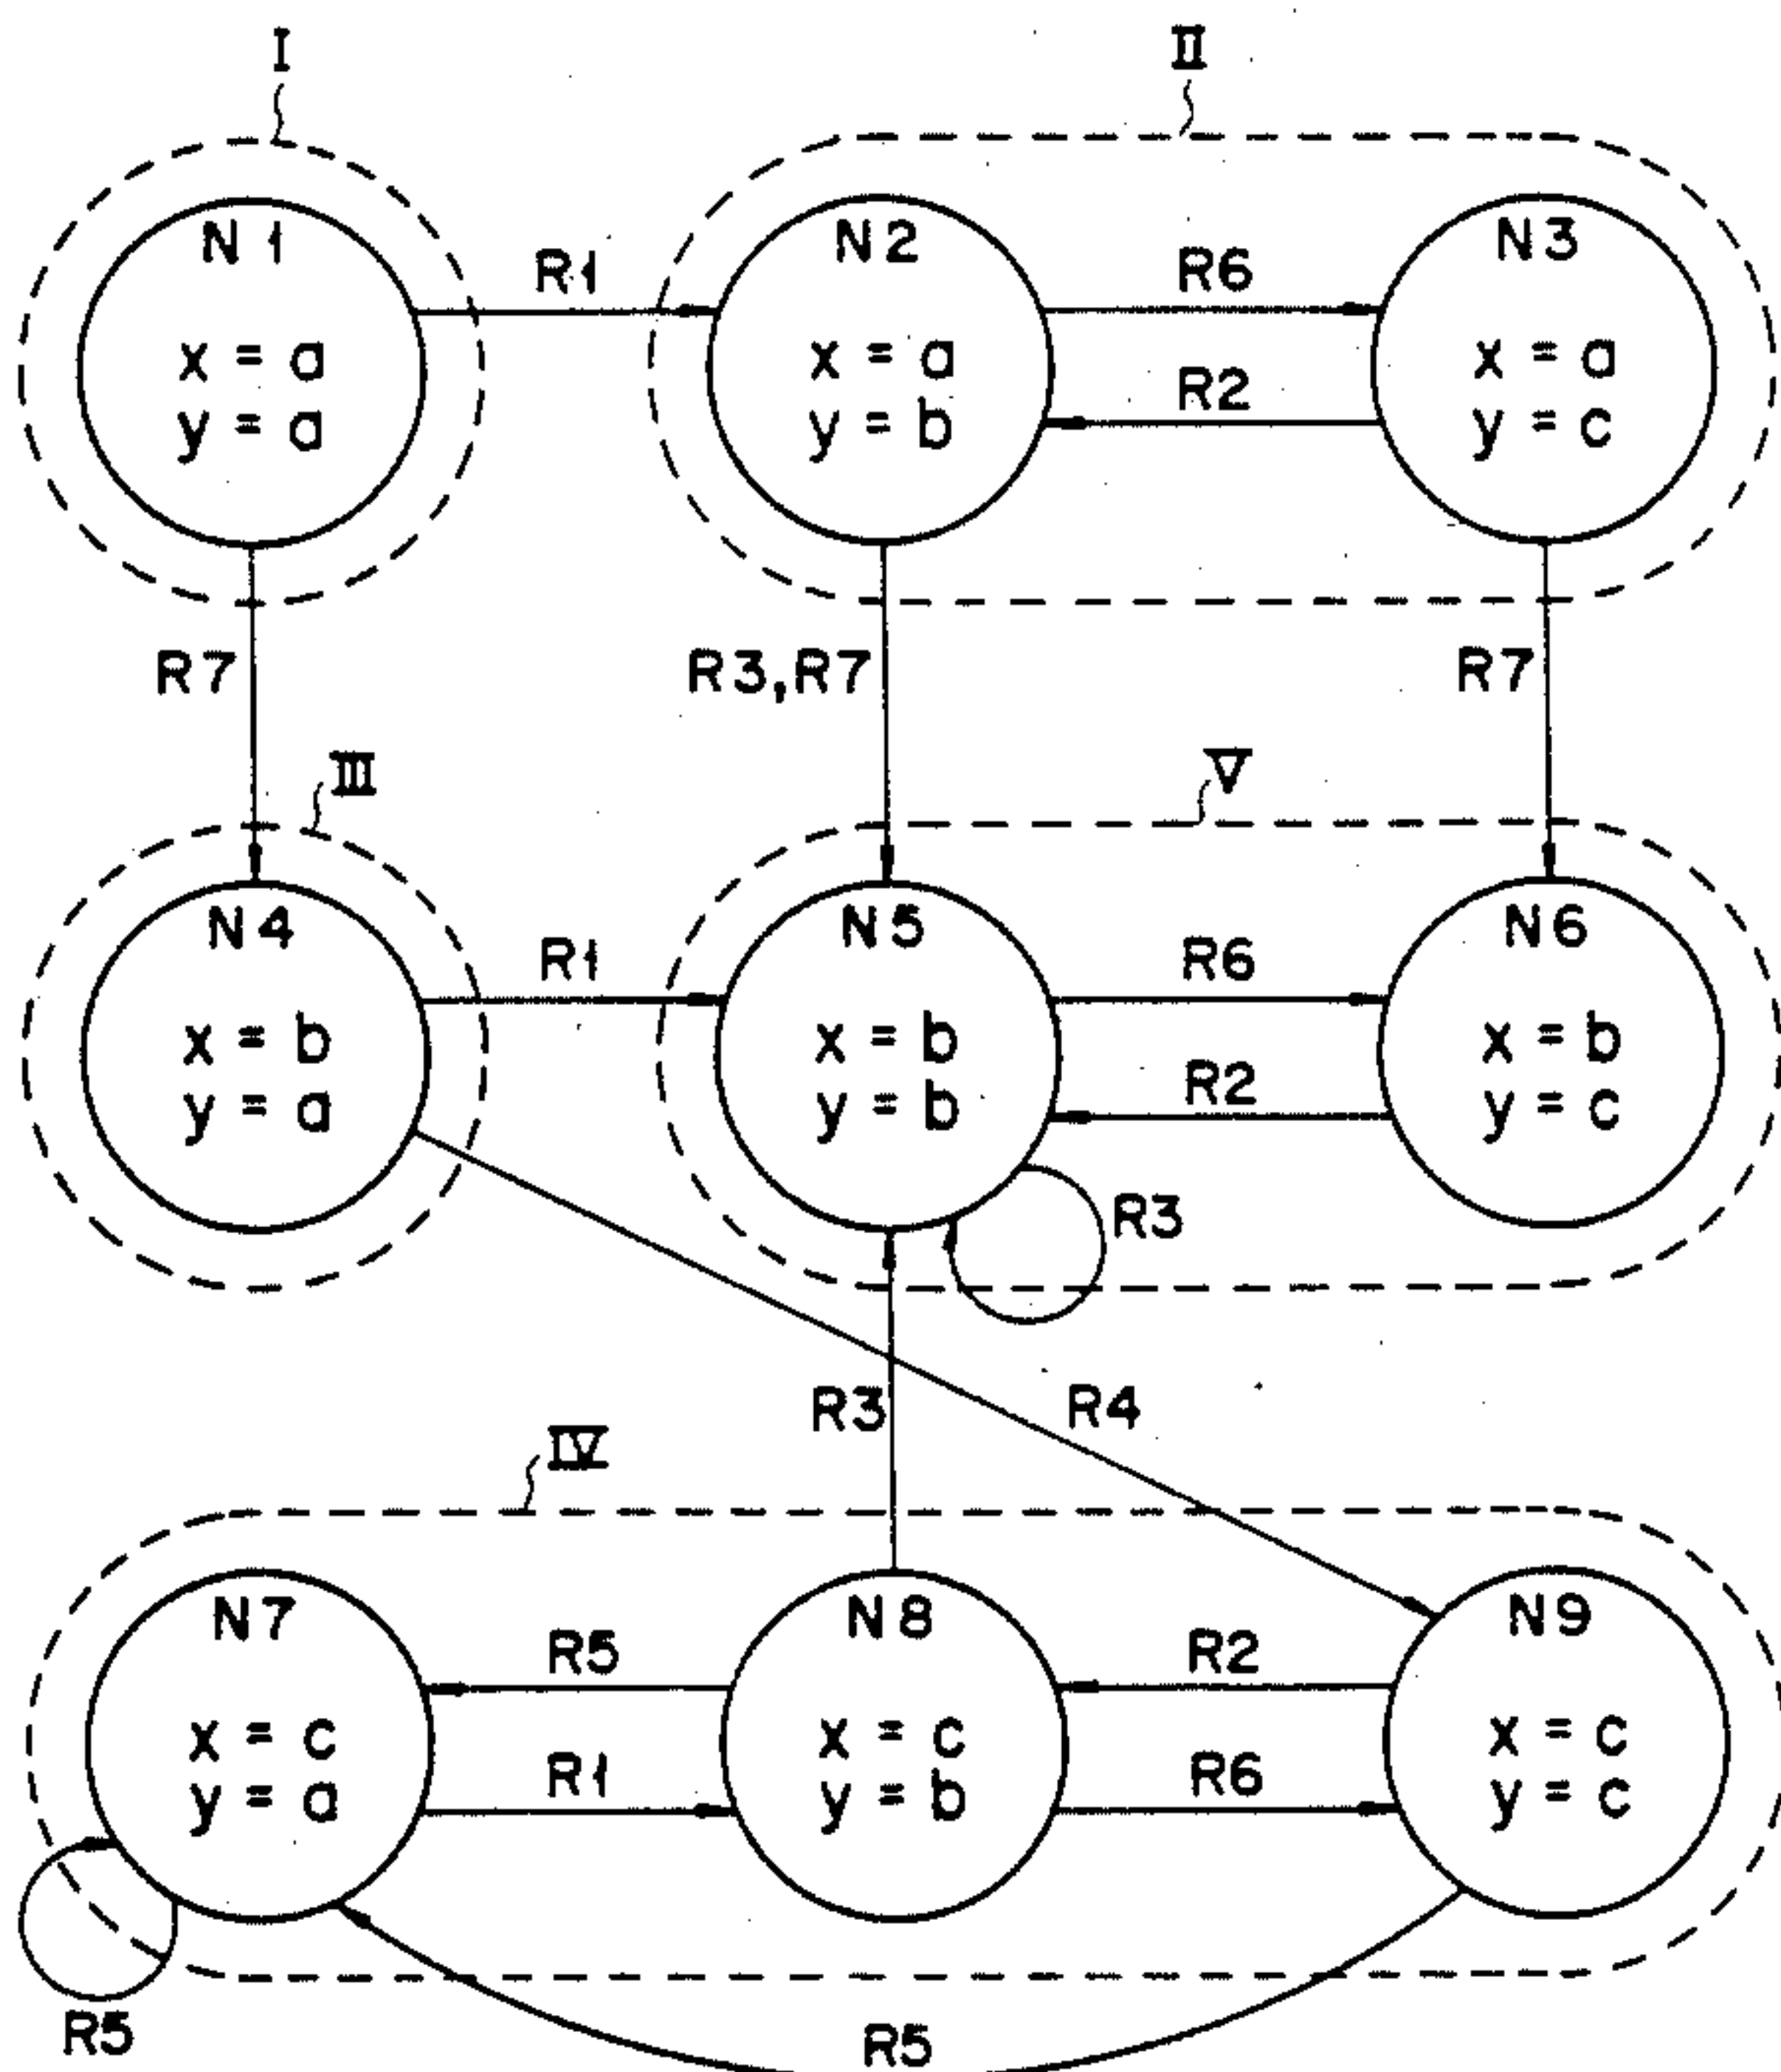 I
II
N1
x = a
y = a
R1
N2
x = a
y = b
R6
R2
N3
x = a
y = c
R7
R3,R7
R7
III
V
N4
x = b
y = a
R1
N5
x = b
y = b
R6
R2
N6
x = b
y = c
R3
R3
R4
IV
N7
x = c
y = a
R5
R1
N8
x = c
y = b
R2
R6
N9
x = c
y = c
R5
R5